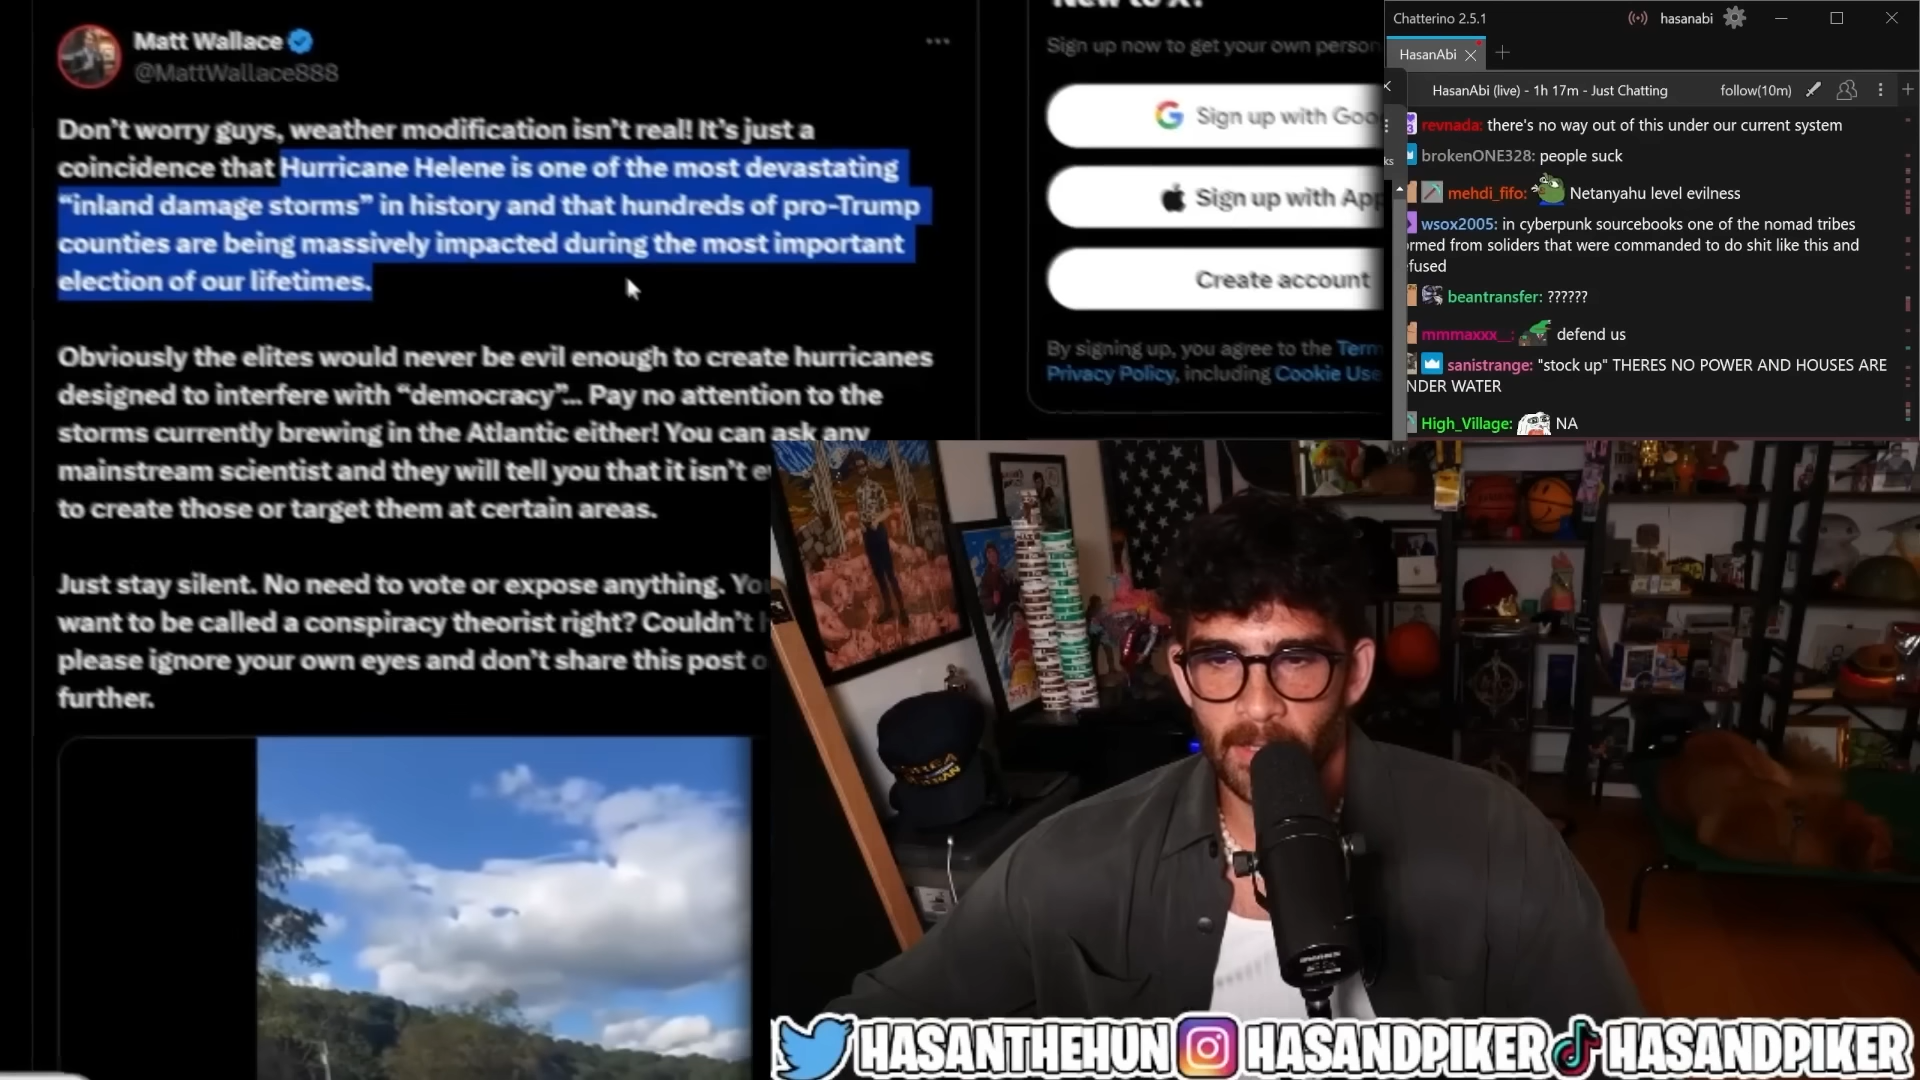 Matt Wallace
@MattWallace888
Don't worry guys, weather modification isn't real! It's just a
coincidence that Hurricane Helene is one of the most devastating
“inland damage storms” in history and that hundreds of pro-Trump
counties are being massively impacted during the most important
election of our lifetimes.
Obviously the elites would never be evil enough to create hurricanes
designed to interfere with “democracy”... Pay no attention to the
storms currently brewing in the Atlantic either! You can ask any
mainstream scientist and they will tell you that it isn't
to create those or target them at certain areas.
Just stay silent. No need to vote or expose anything.
want to be called a conspiracy theorist right? Couldn't
please ignore your own eyes and don't share this post
further.
New to X?
Sign up now to get your own person
Sign up with Goo
Sign up with App
Create account
By signing up, you agree to the Term
Privacy Policy, including Cookie Use
Chatterino 2.5.1
hasanabi
HasanAbi
HasanAbi (live) - 1h 17m - Just Chatting
follow(10m)
revnada: there's no way out of this under our current system
brokenONE328: people suck
mehdi_fifo: Netanyahu level evilness
wsox2005: in cyberpunk sourcebooks one of the nomad tribes
ormed from soliders that were commanded to do shit like this and
efused
beantransfer: ??????
mmmaxxx__: defend us
sanistrange: "stock up" THERES NO POWER AND HOUSES ARE
NDER WATER
High_Village: NA
HASANTHEHUN
HASANDPIKER
HASANDPIKER